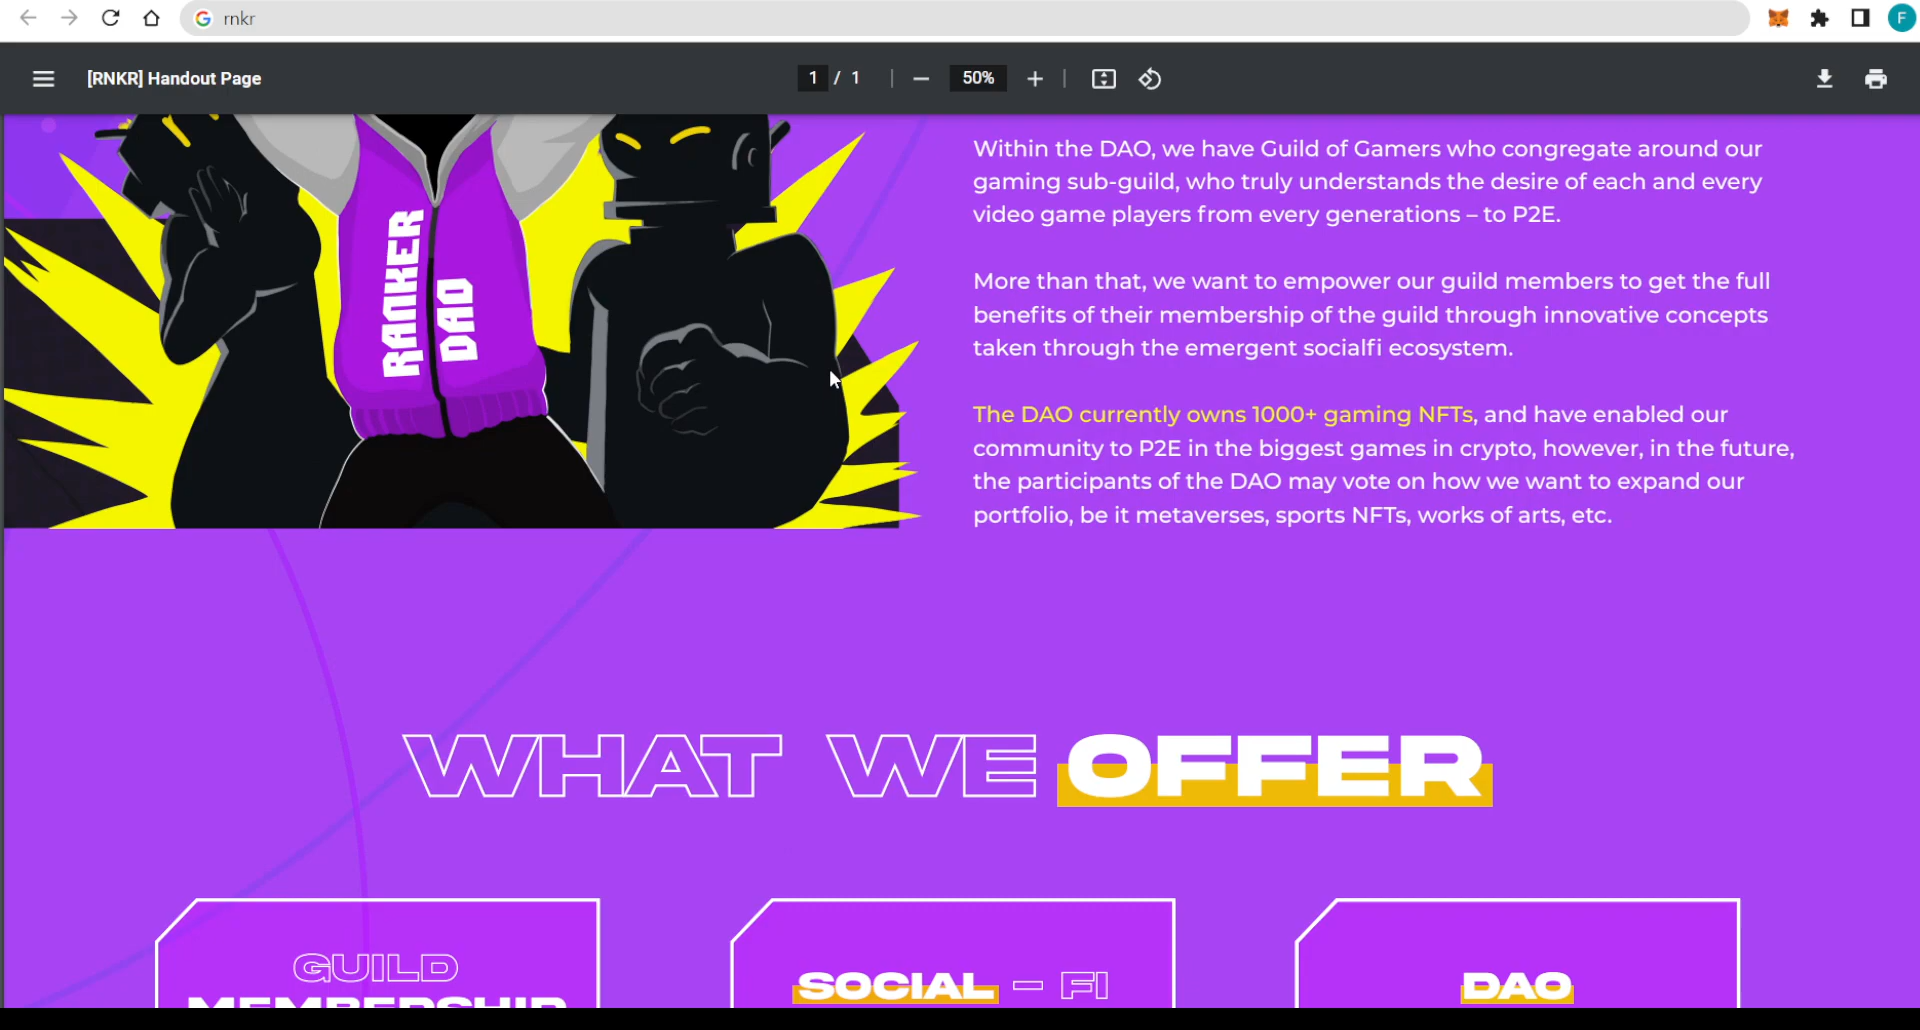 rnkr
F
[RNKR] Handout Page
1 / 1
50%
RANKER
DAO
Within the DAO, we have Guild of Gamers who congregate around our
gaming sub-guild, who truly understands the desire of each and every
video game players from every generations – to P2E.
More than that, we want to empower our guild members to get the full
benefits of their membership of the guild through innovative concepts
taken through the emergent socialfi ecosystem.
The DAO currently owns 1000+ gaming NFTs, and have enabled our
community to P2E in the biggest games in crypto, however, in the future,
the participants of the DAO may vote on how we want to expand our
portfolio, be it metaverses, sports NFTs, works of arts, etc.
WHAT WE OFFER
GUILD
MEMBERSHIP
SOCIAL – FI
DAO